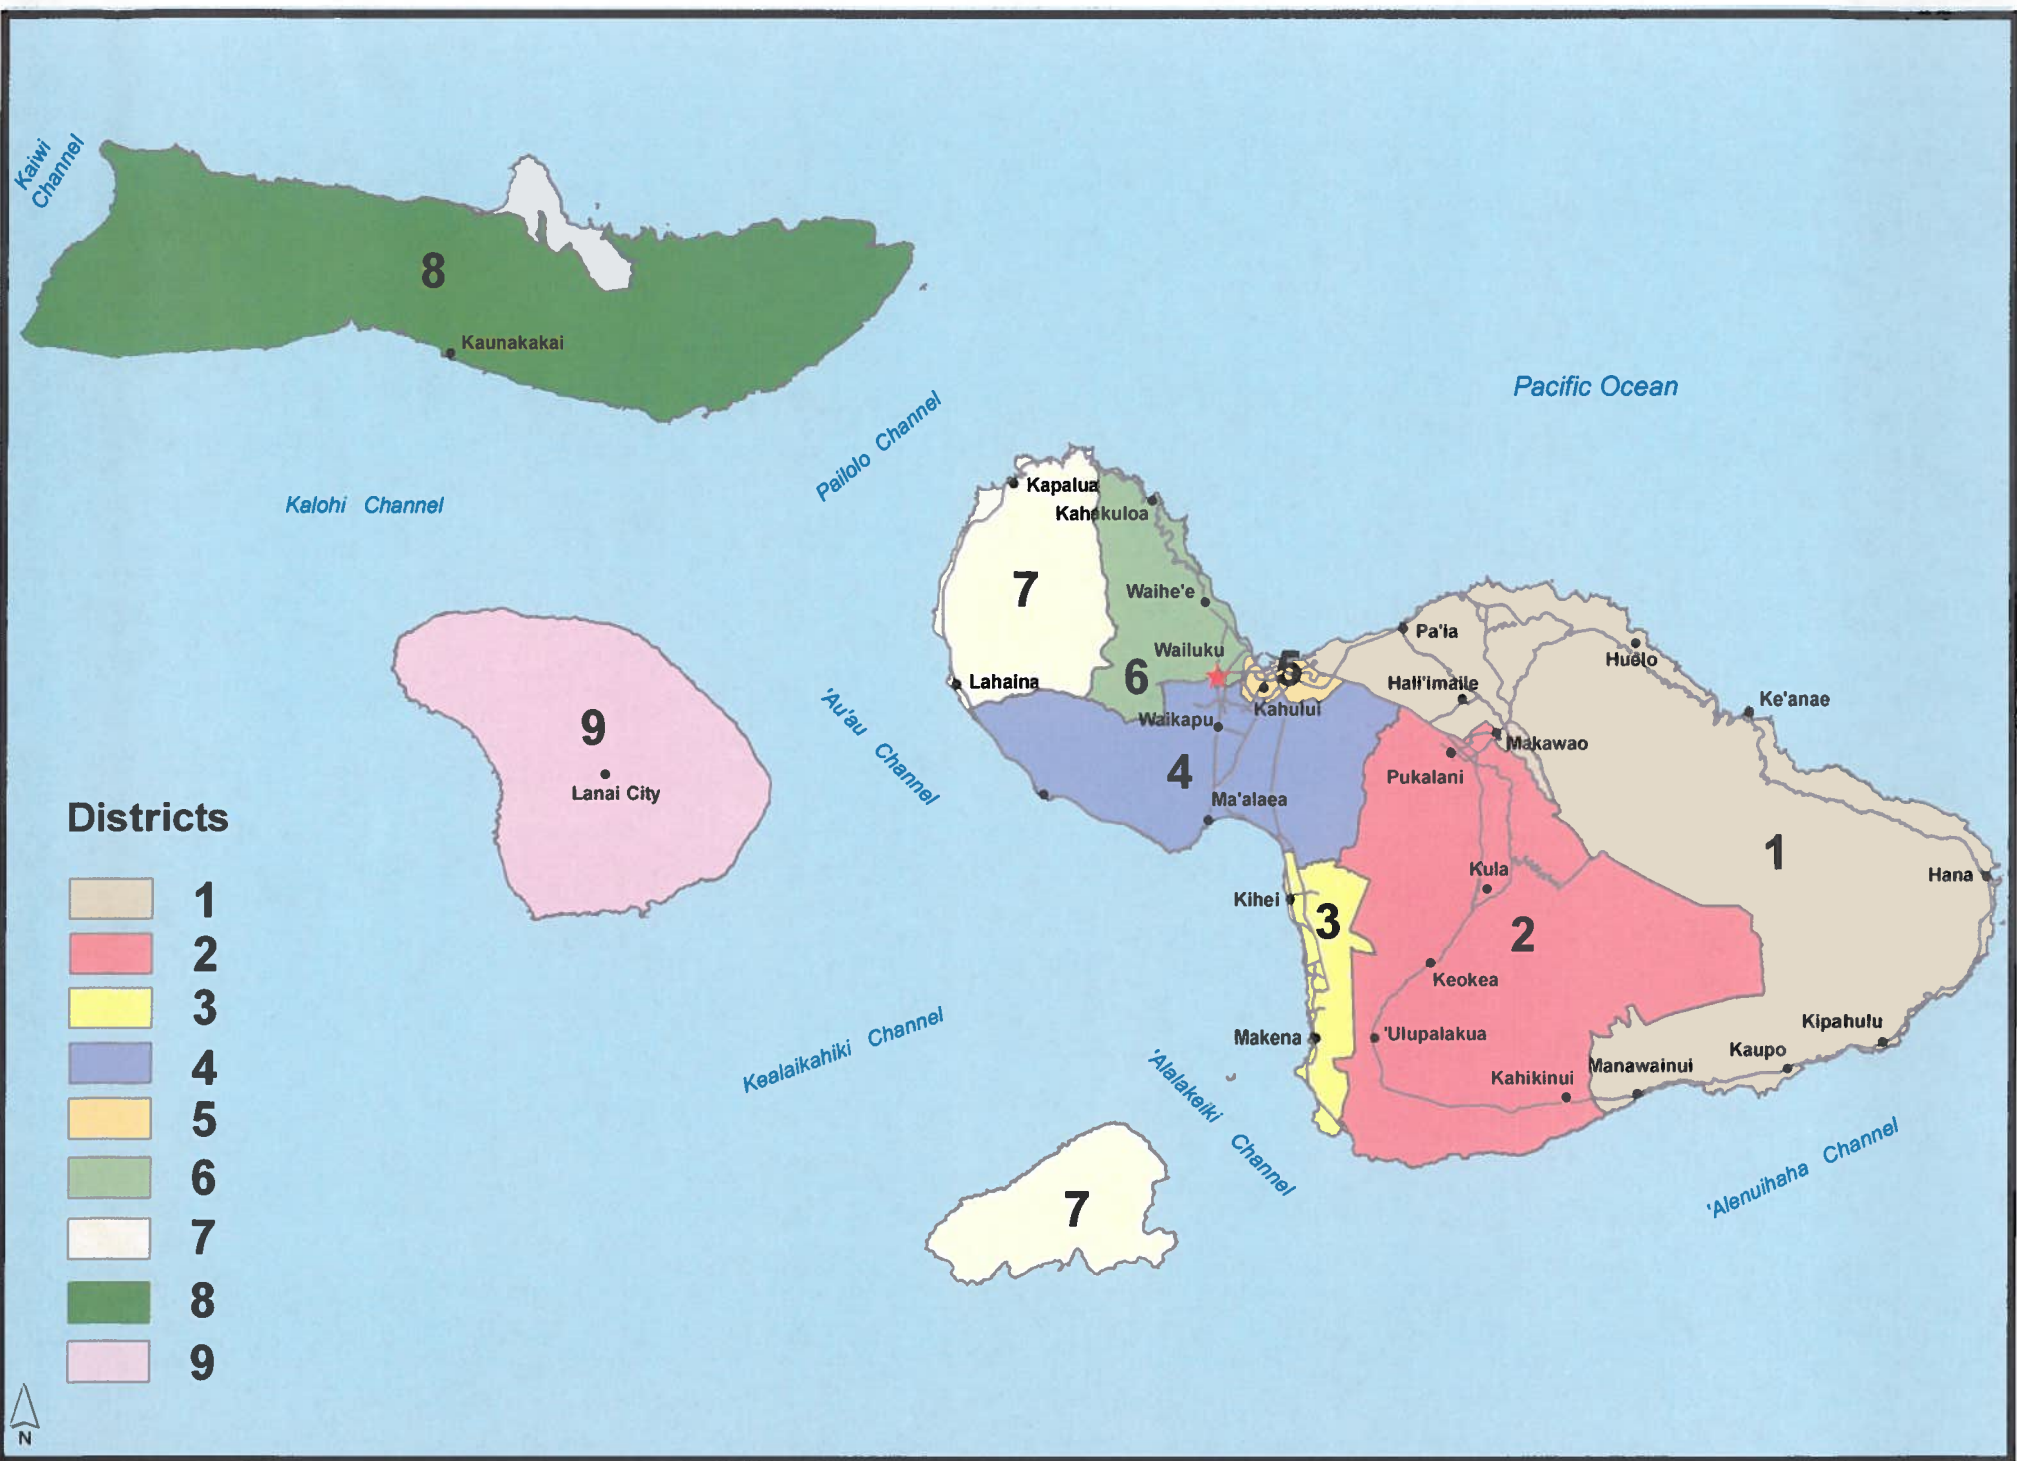 Kaiwi
Channel
8
Kaunakakai
Pacific Ocean
Pailolo Channel
Kalohi Channel
Kapalua
Kahakuloa
7
Waihe'e
Wailuku
6
5
Pa'ia
Huelo
Lahaina
Hali'imaile
Kahului
Waikapu
Ke'anae
Makawao
Pukalani
9
Lanai City
'Au'au Channel
4
Ma'alaea
1
Hana
Kula
Kihei
3
2
Keokea
Makena
'Ulupalakua
Kipahulu
Kaupo
Manawainui
Kahikinui
Kealaikahiki Channel
'Alalakeiki Channel
'Alenuihaha Channel
7
Districts
1
2
3
4
5
6
7
8
9
N